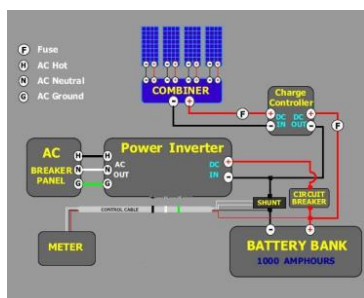 F Fuse
H AC Hot
N AC Neutral
G AC Ground
COMBINER
- +
F
Charge
Controller
+ DC DC +
- IN OUT -
AC
BREAKER
PANEL
H H
N N
G G
Power Inverter
AC
OUT
DC +
IN -
SHUNT
CIRCUIT
BREAKER
F
CONTROL CABLE
METER
- +
BATTERY BANK
1000 AMPHOURS